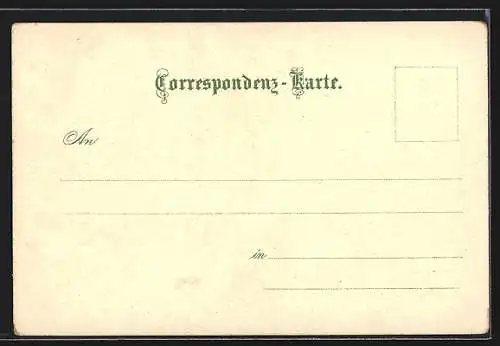 Correspondenz-Karte.
An
in